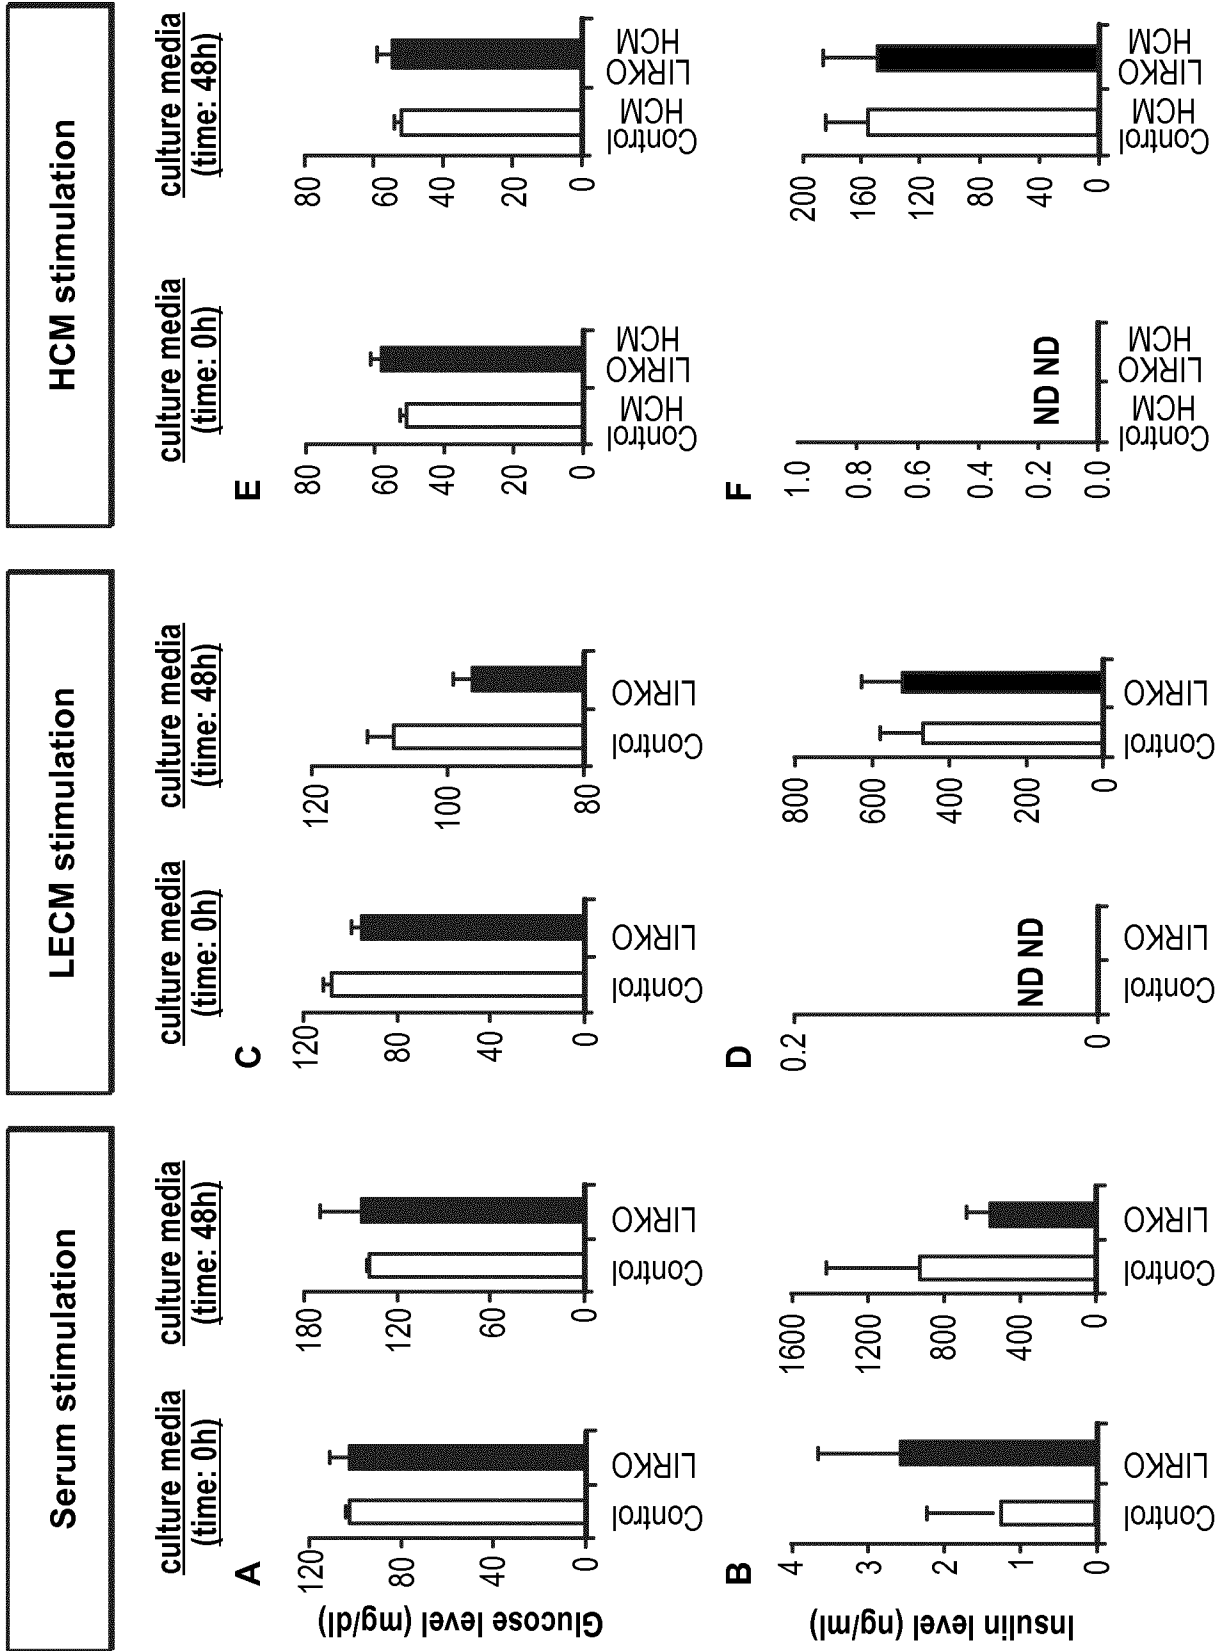 Serum stimulation
LECM stimulation
HCM stimulation
culture media
(time: 0h)
culture media
(time: 48h)
culture media
(time: 0h)
culture media
(time: 48h)
culture media
(time: 0h)
culture media
(time: 48h)
A
Glucose level (mg/dl)
120
80
40
0
Control
LIRKO
180
120
60
0
Control
LIRKO
C
120
80
40
0
Control
LIRKO
120
100
80
Control
LIRKO
E
80
60
40
20
0
Control
HCM
LIRKO
HCM
80
60
40
20
0
Control
HCM
LIRKO
HCM
B
Insulin level (ng/ml)
4
3
2
1
0
Control
LIRKO
1600
1200
800
400
0
Control
LIRKO
D
0.2
0
ND ND
Control
LIRKO
800
600
400
200
0
Control
LIRKO
F
1.0
0.8
0.6
0.4
0.2
0.0
ND ND
Control
HCM
LIRKO
HCM
200
160
120
80
40
0
Control
HCM
LIRKO
HCM